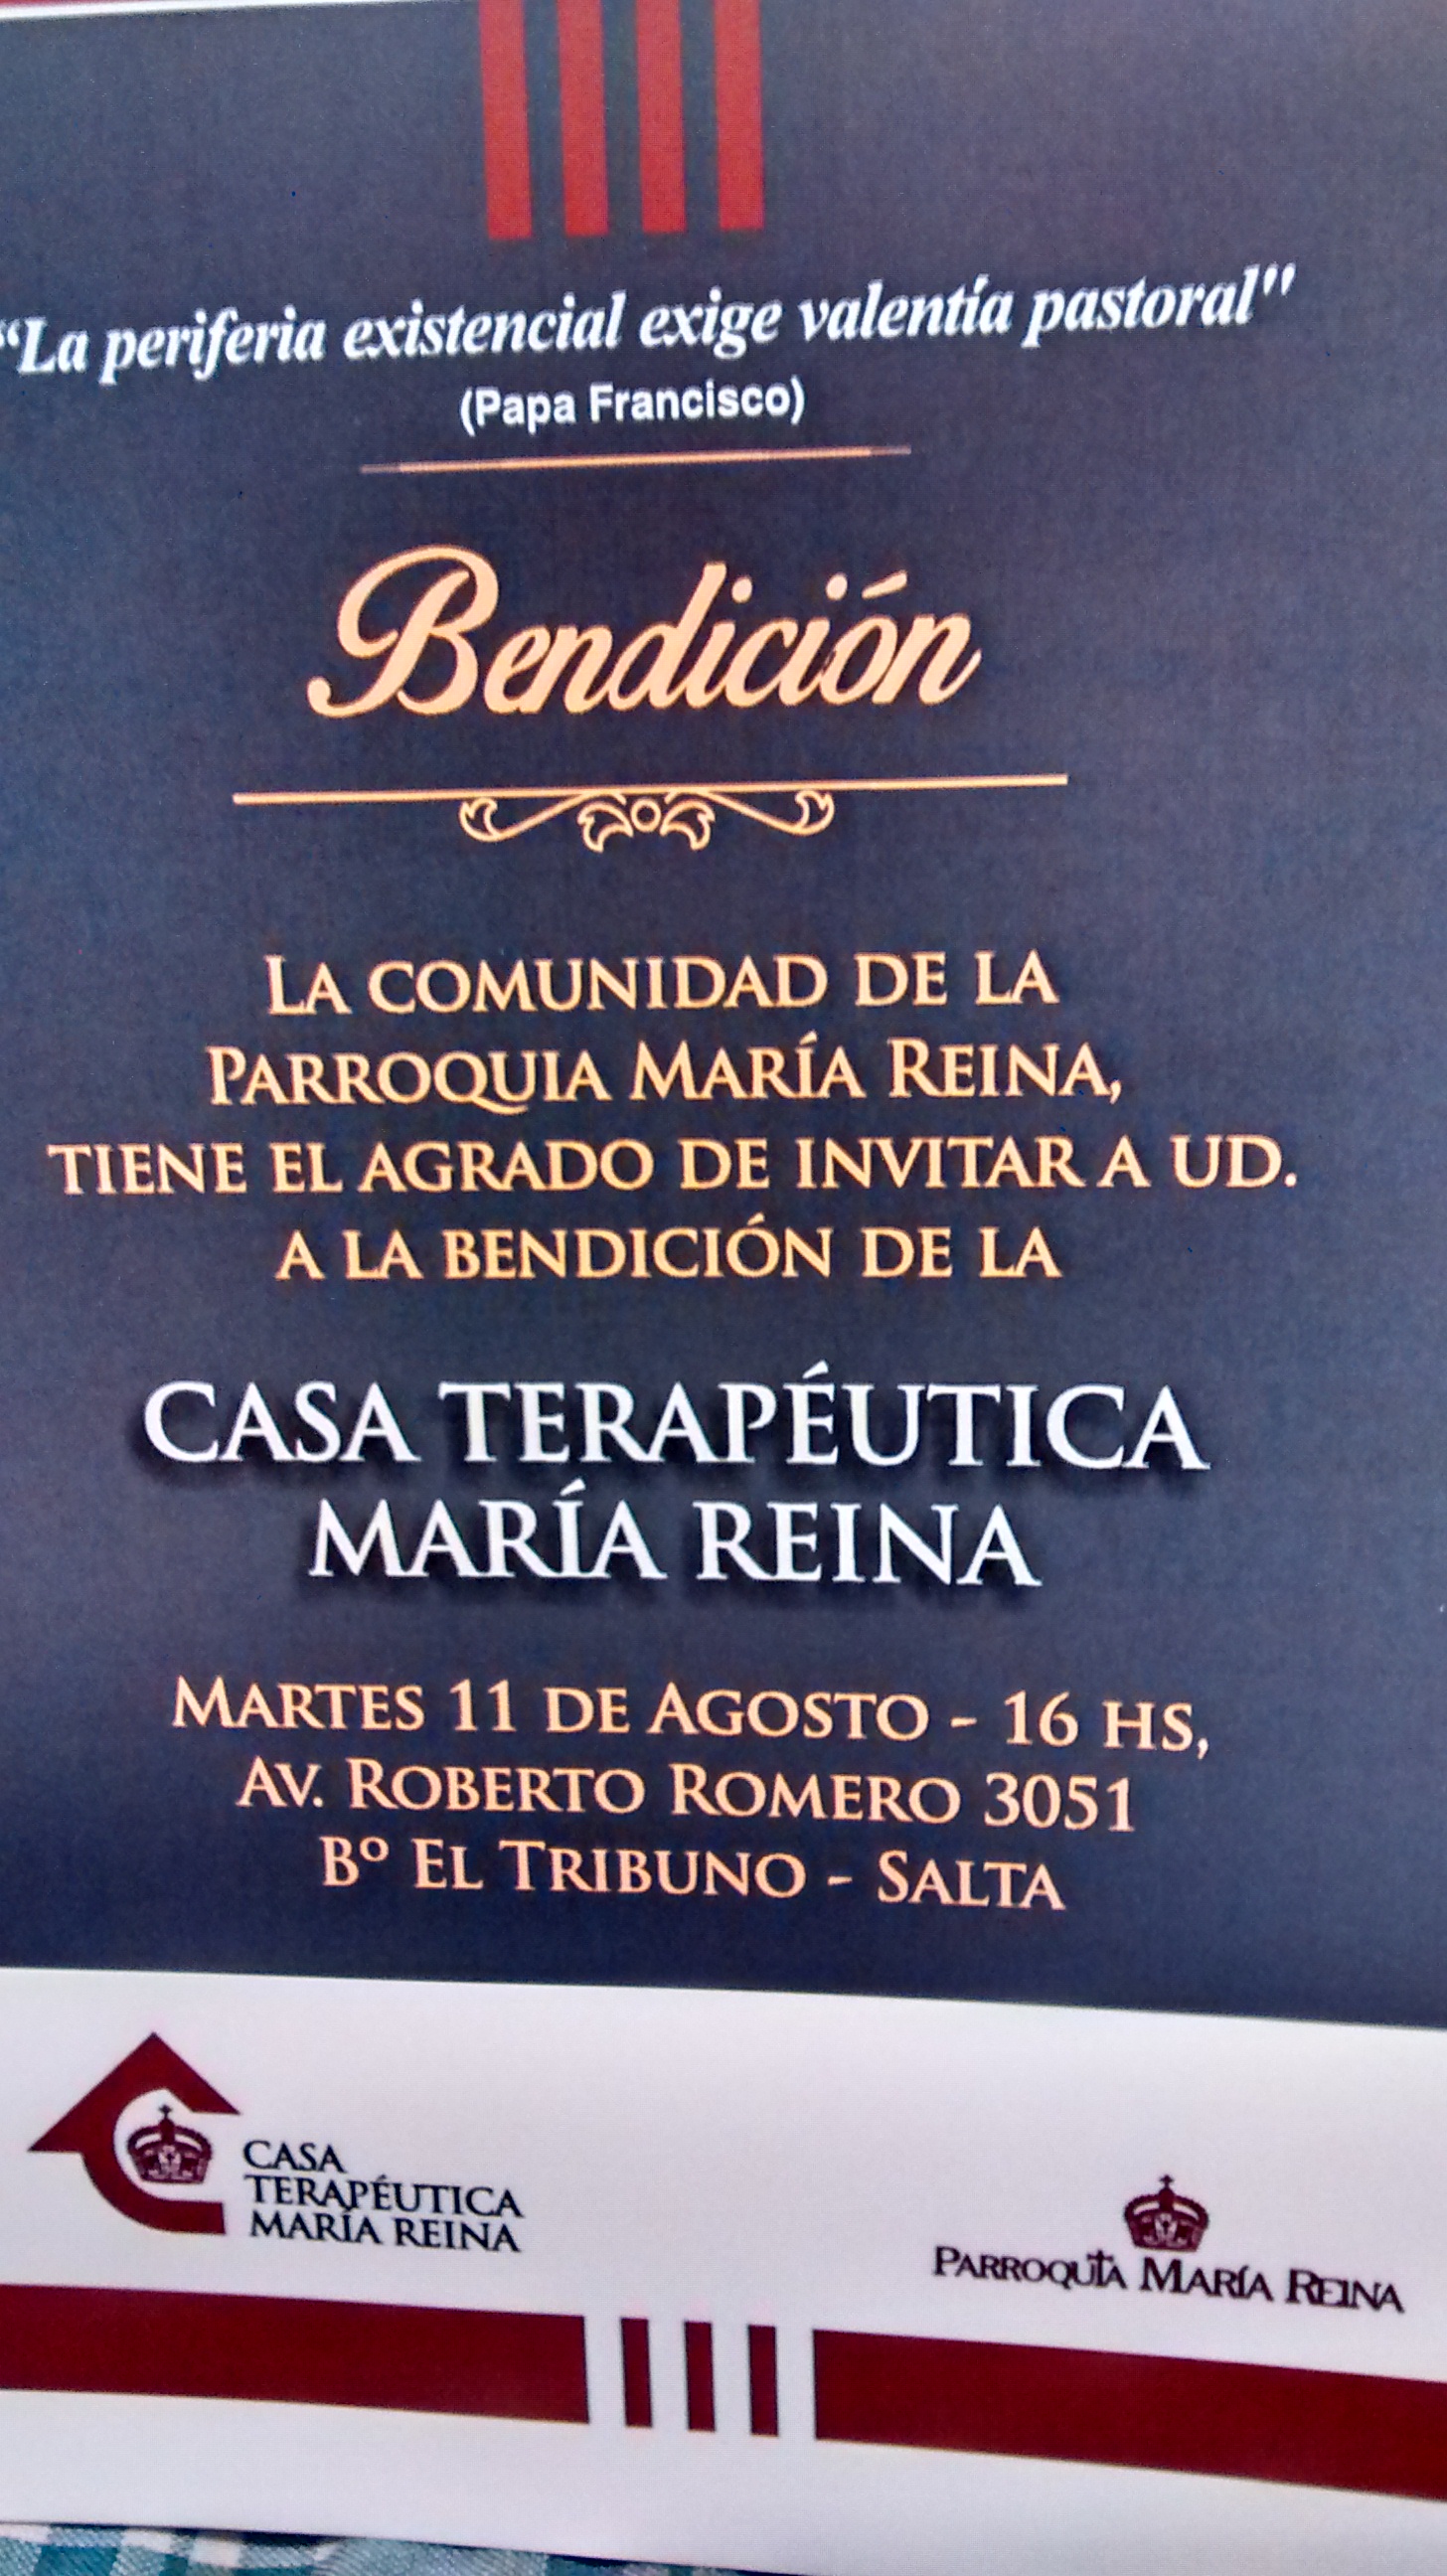 “La periferia existencial exige valentía pastoral"
(Papa Francisco)
Bendición
LA COMUNIDAD DE LA
PARROQUIA MARÍA REINA,
TIENE EL AGRADO DE INVITAR A UD.
A LA BENDICIÓN DE LA
CASA TERAPÉUTICA
MARÍA REINA
MARTES 11 DE AGOSTO - 16 HS,
AV. ROBERTO ROMERO 3051
Bº EL TRIBUNO - SALTA
CASA
TERAPÉUTICA
MARÍA REINA
PARROQUIA MARÍA REINA